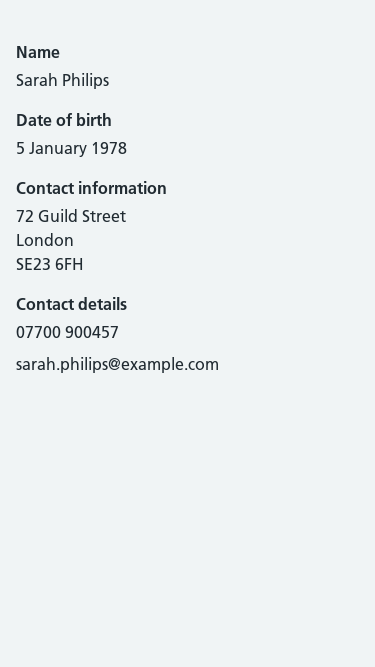 Name
Sarah Philips
Date of birth
5 January 1978
Contact information
72 Guild Street
London
SE23 6FH
Contact details
07700 900457
sarah.philips@example.com